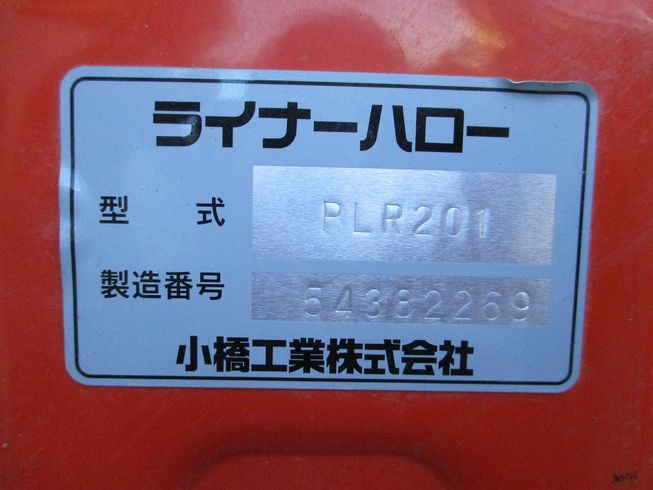 ライナーハロー
型式 PLR201
製造番号 54382269
小橋工業株式会社